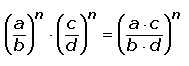 (a/b)^n · (c/d)^n = ((a · c)/(b · d))^n